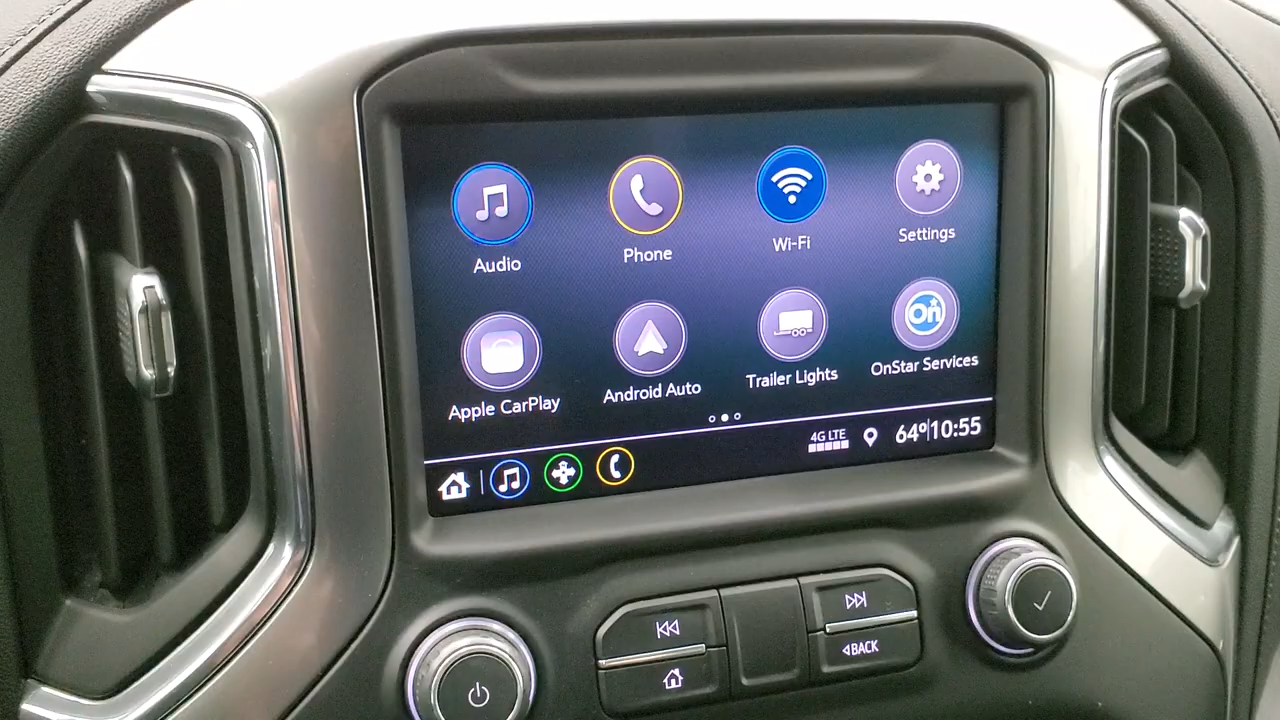 Audio
Phone
Wi-Fi
Settings
On
Apple CarPlay
Android Auto
Trailer Lights
OnStar Services
4G LTE
64°
10:55
BACK